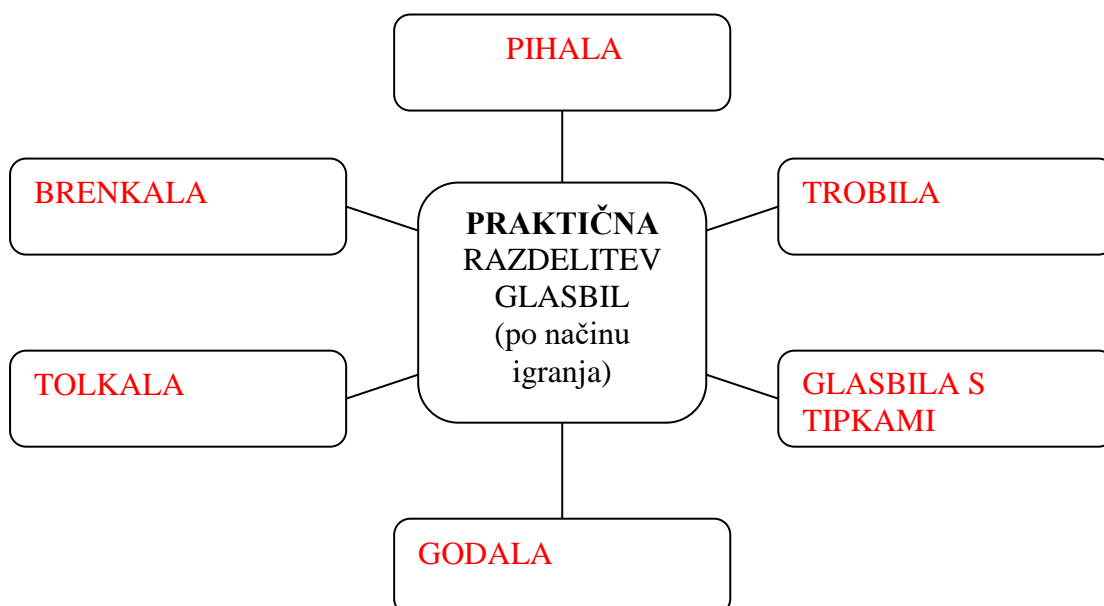 PIHALA
BRENKALA
TROBILA
PRAKTIČNA
RAZDELITEV
GLASBIL
(po načinu
igranja)
TOLKALA
GLASBILA S
TIPKAMI
GODALA